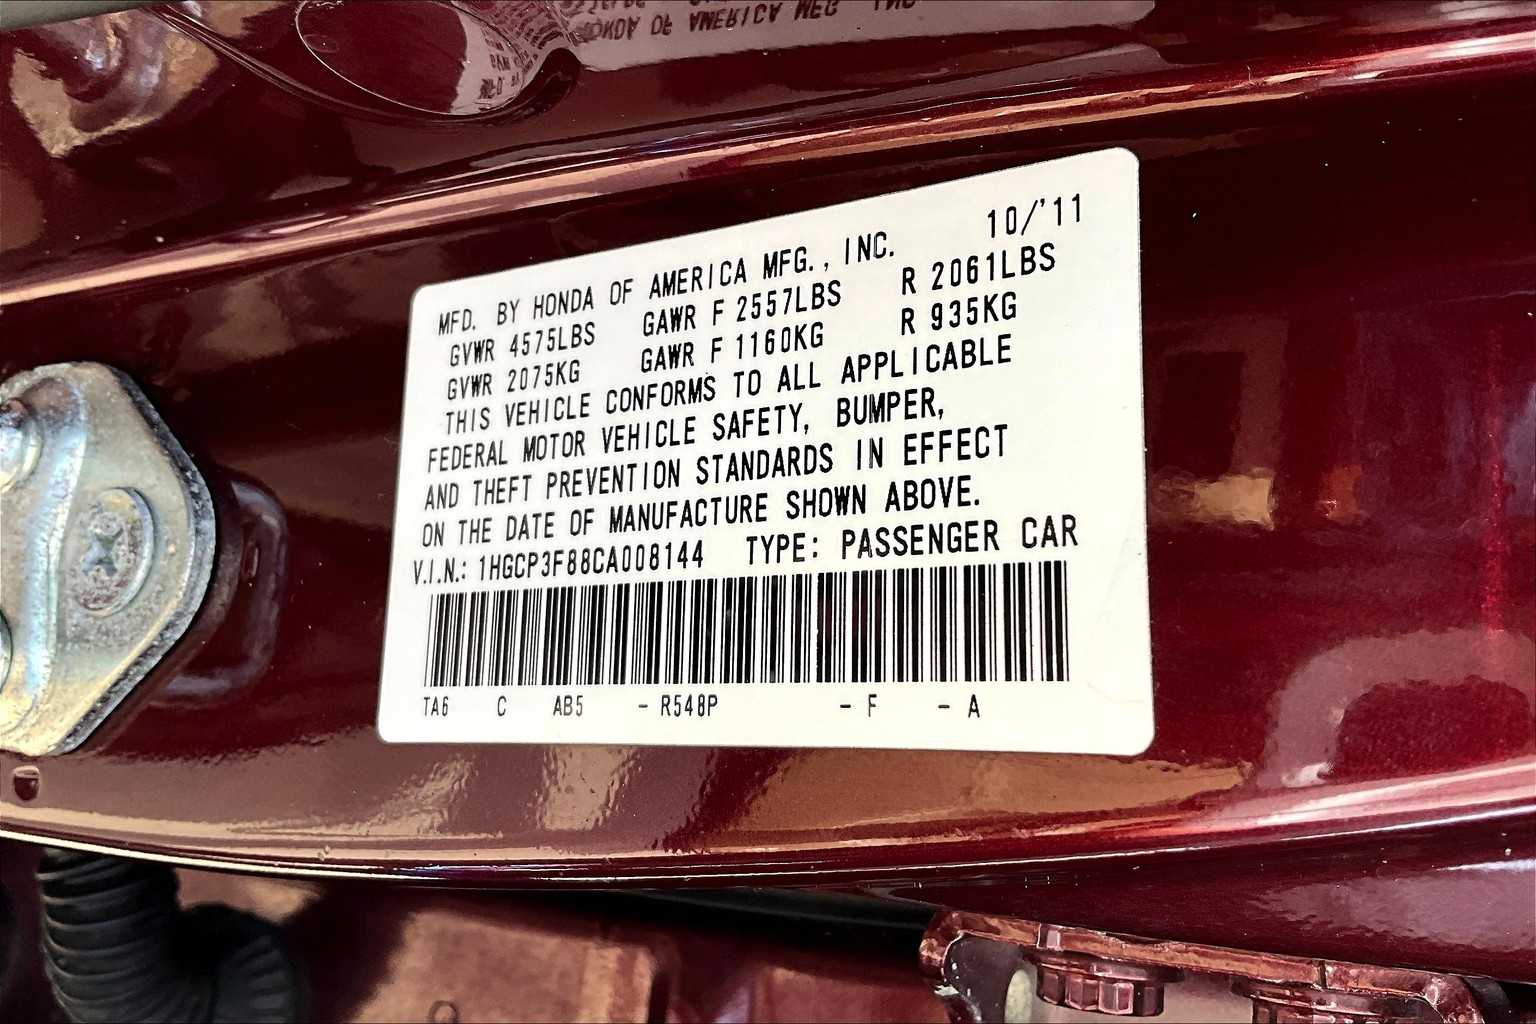 MFD. BY HONDA OF AMERICA MFG., INC. 10/'11
GVWR 4575LBS GAWR F 2557LBS R 2061LBS
GVWR 2075KG GAWR F 1160KG R 935KG
THIS VEHICLE CONFORMS TO ALL APPLICABLE
FEDERAL MOTOR VEHICLE SAFETY, BUMPER,
AND THEFT PREVENTION STANDARDS IN EFFECT
ON THE DATE OF MANUFACTURE SHOWN ABOVE.
V.I.N.: 1HGCP3F88CA008144 TYPE: PASSENGER CAR
TA6 C AB5 - R548P - F - A